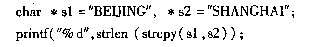 char * s1 ="BEIJING", * s2 ="SHANGHAI";
printf("% d",strlen (strcpy(s1,s2));